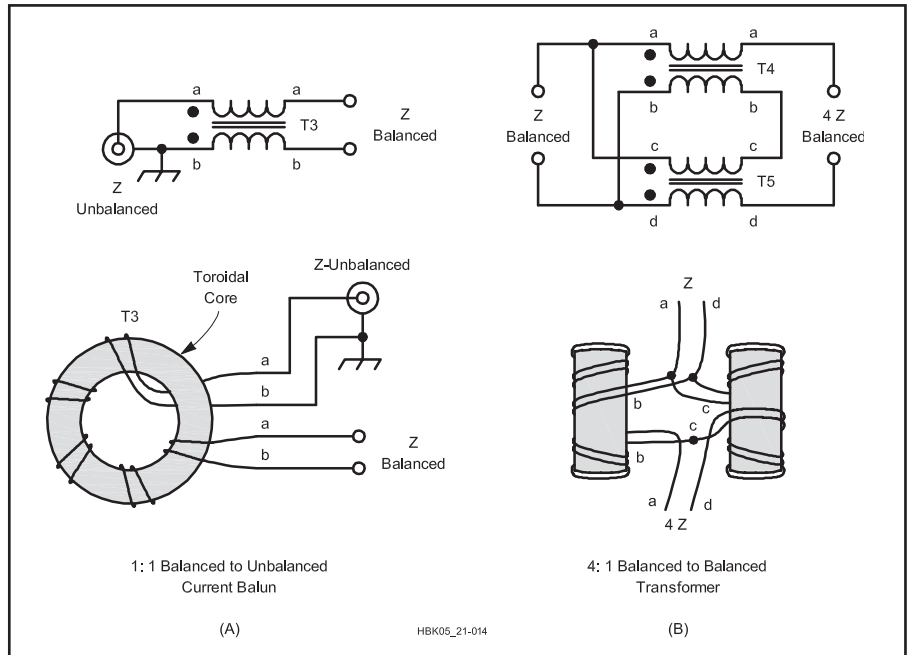 a
a
T3
b
b
Z
Balanced
Z
Unbalanced
Toroidal
Core
T3
Z-Unbalanced
a
b
a
b
Z
Balanced
1: 1 Balanced to Unbalanced
Current Balun
(A)
HBK05_21-014
a
a
T4
b
b
Z
Balanced
4 Z
Balanced
c
c
T5
d
d
Z
a
d
b
c
c
b
a
d
4 Z
4: 1 Balanced to Balanced
Transformer
(B)